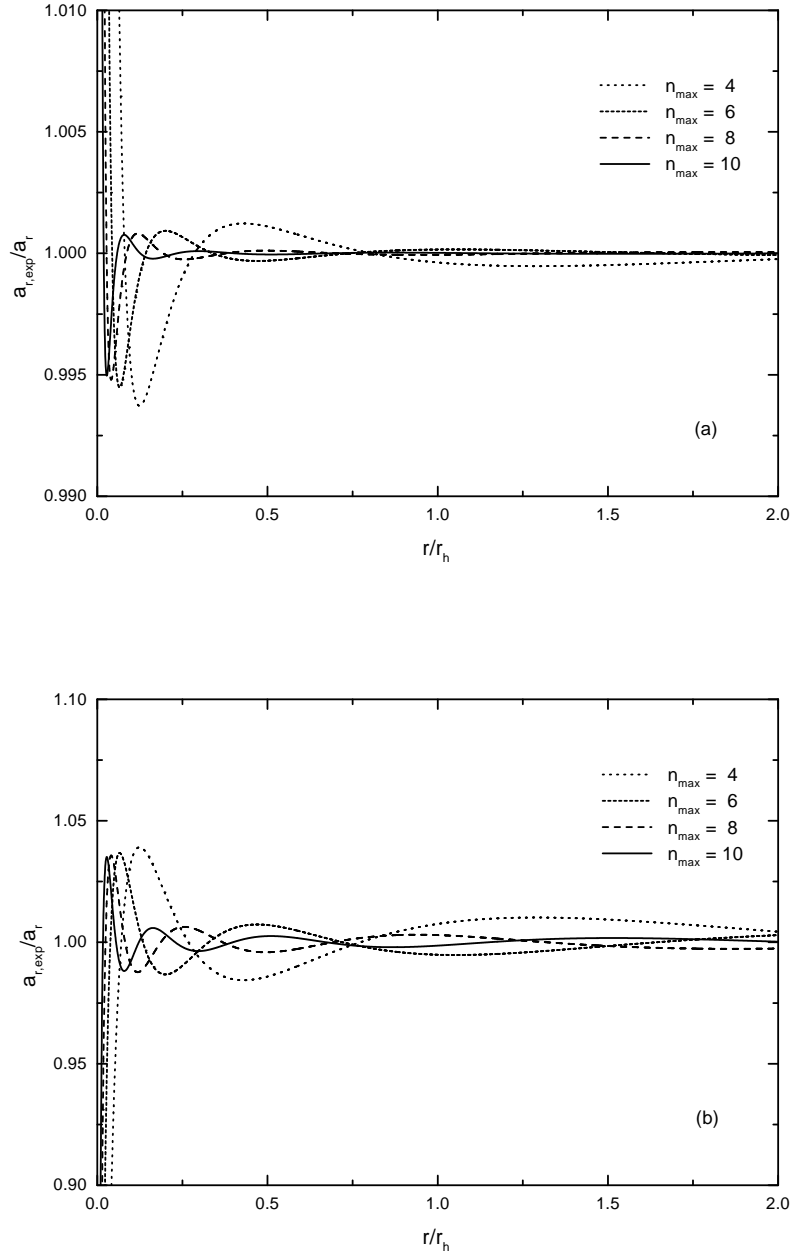 1.010
1.005
1.000
0.995
0.990
a_r,exp/a_r
n_max = 4
n_max = 6
n_max = 8
n_max = 10
(a)
0.0 0.5 1.0 1.5 2.0
r/r_h
1.10
1.05
1.00
0.95
0.90
a_r,exp/a_r
n_max = 4
n_max = 6
n_max = 8
n_max = 10
(b)
0.0 0.5 1.0 1.5 2.0
r/r_h